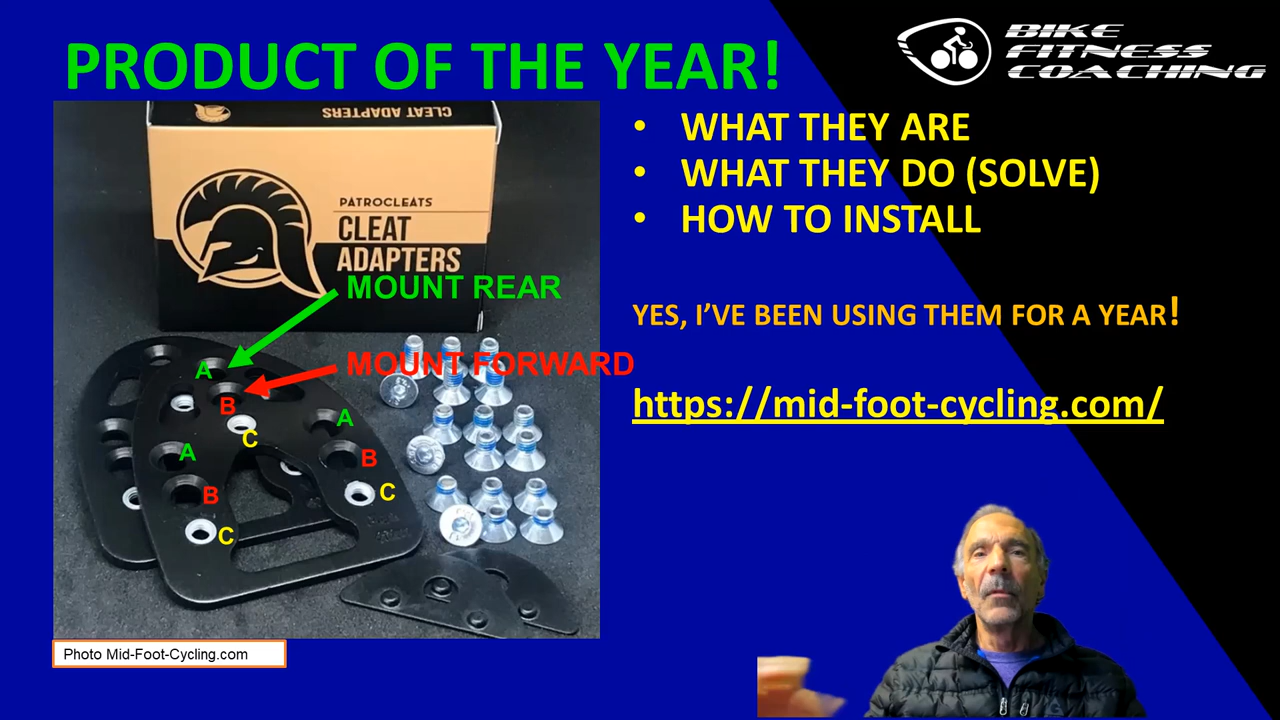 PRODUCT OF THE YEAR!
BIKE
FITNESS
COACHING
CLEAT ADAPTERS
PATROCLEATS
CLEAT
ADAPTERS
MOUNT REAR
MOUNT FORWARD
A
B
C
A
B
C
A
B
C
Photo Mid-Foot-Cycling.com
• WHAT THEY ARE
• WHAT THEY DO (SOLVE)
• HOW TO INSTALL
YES, I’VE BEEN USING THEM FOR A YEAR!
https://mid-foot-cycling.com/